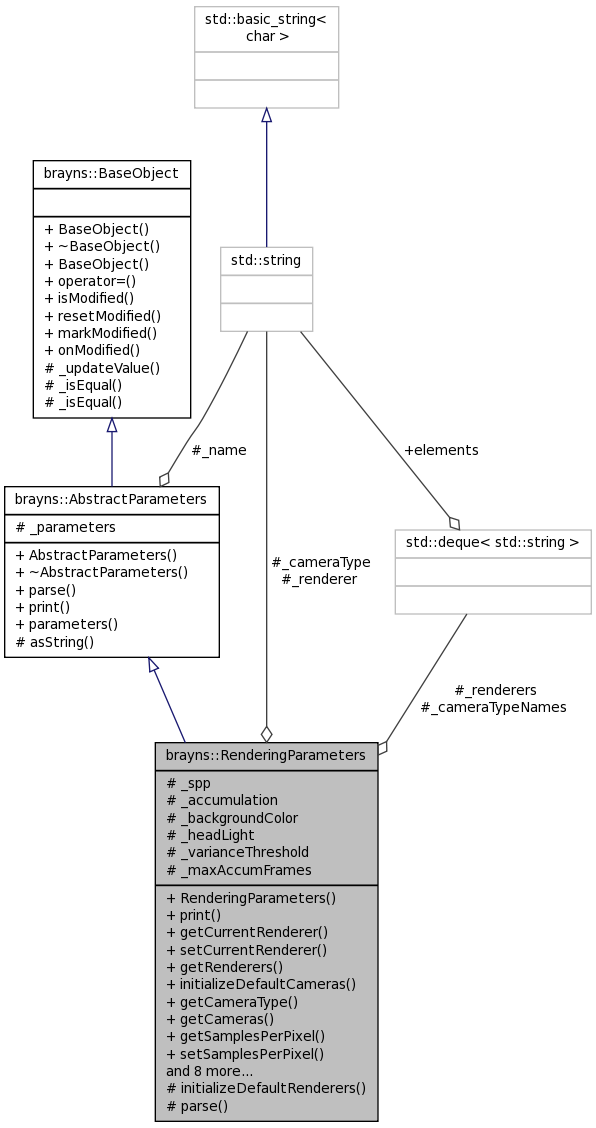 std::basic_string<
char >
brayns::BaseObject
+ BaseObject()
+ ~BaseObject()
+ BaseObject()
+ operator=()
+ isModified()
+ resetModified()
+ markModified()
+ onModified()
# _updateValue()
# _isEqual()
# _isEqual()
std::string
#_name
+elements
brayns::AbstractParameters
# _parameters
+ AbstractParameters()
+ ~AbstractParameters()
+ parse()
+ print()
+ parameters()
# asString()
#_cameraType
#_renderer
std::deque< std::string >
#_renderers
#_cameraTypeNames
brayns::RenderingParameters
# _spp
# _accumulation
# _backgroundColor
# _headLight
# _varianceThreshold
# _maxAccumFrames
+ RenderingParameters()
+ print()
+ getCurrentRenderer()
+ setCurrentRenderer()
+ getRenderers()
+ initializeDefaultCameras()
+ getCameraType()
+ getCameras()
+ getSamplesPerPixel()
+ setSamplesPerPixel()
and 8 more...
# initializeDefaultRenderers()
# parse()